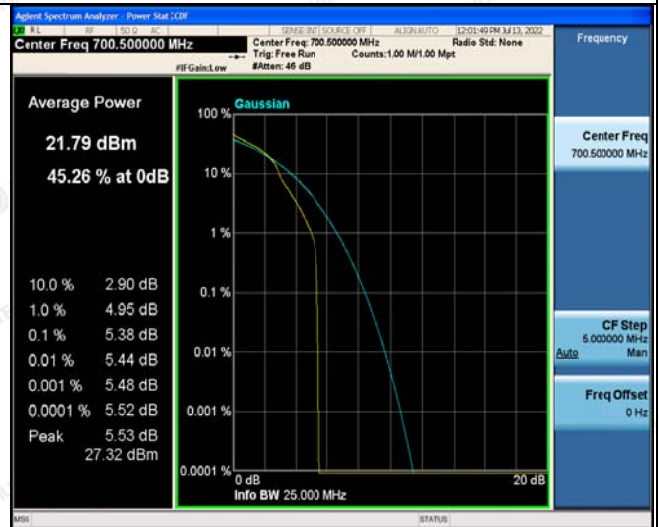 Agilent Spectrum Analyzer - Power Stat CCDF
RL RF 50 Ω AC SENSE:INT SOURCE OFF ALIGN AUTO 12:01:49 PM Jul 13, 2022
Center Freq 700.500000 MHz
Center Freq: 700.500000 MHz Radio Std: None
Trig: Free Run Counts:1.00 M/1.00 Mpt
#IFGain:Low #Atten: 46 dB
Frequency
Average Power
21.79 dBm
45.26 % at 0dB
10.0 % 2.90 dB
1.0 % 4.95 dB
0.1 % 5.38 dB
0.01 % 5.44 dB
0.001 % 5.48 dB
0.0001 % 5.52 dB
Peak 5.53 dB
27.32 dBm
Gaussian
100 %
10 %
1 %
0.1 %
0.01 %
0.001 %
0.0001 %
0 dB 20 dB
Info BW 25.000 MHz
Center Freq
700.500000 MHz
CF Step
5.000000 MHz
Auto Man
Freq Offset
0 Hz
MSG STATUS